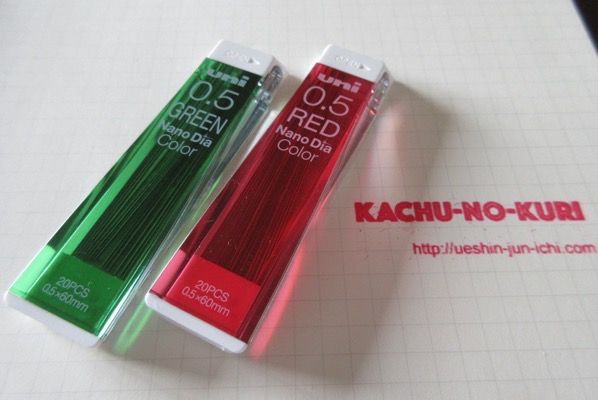 uni
0.5
GREEN
Nano Dia
Color
20PCS
0.5×60mm
uni
0.5
RED
Nano Dia
Color
20PCS
0.5×60mm
KACHU-NO-KURI
http://ueshin-jun-ichi.com